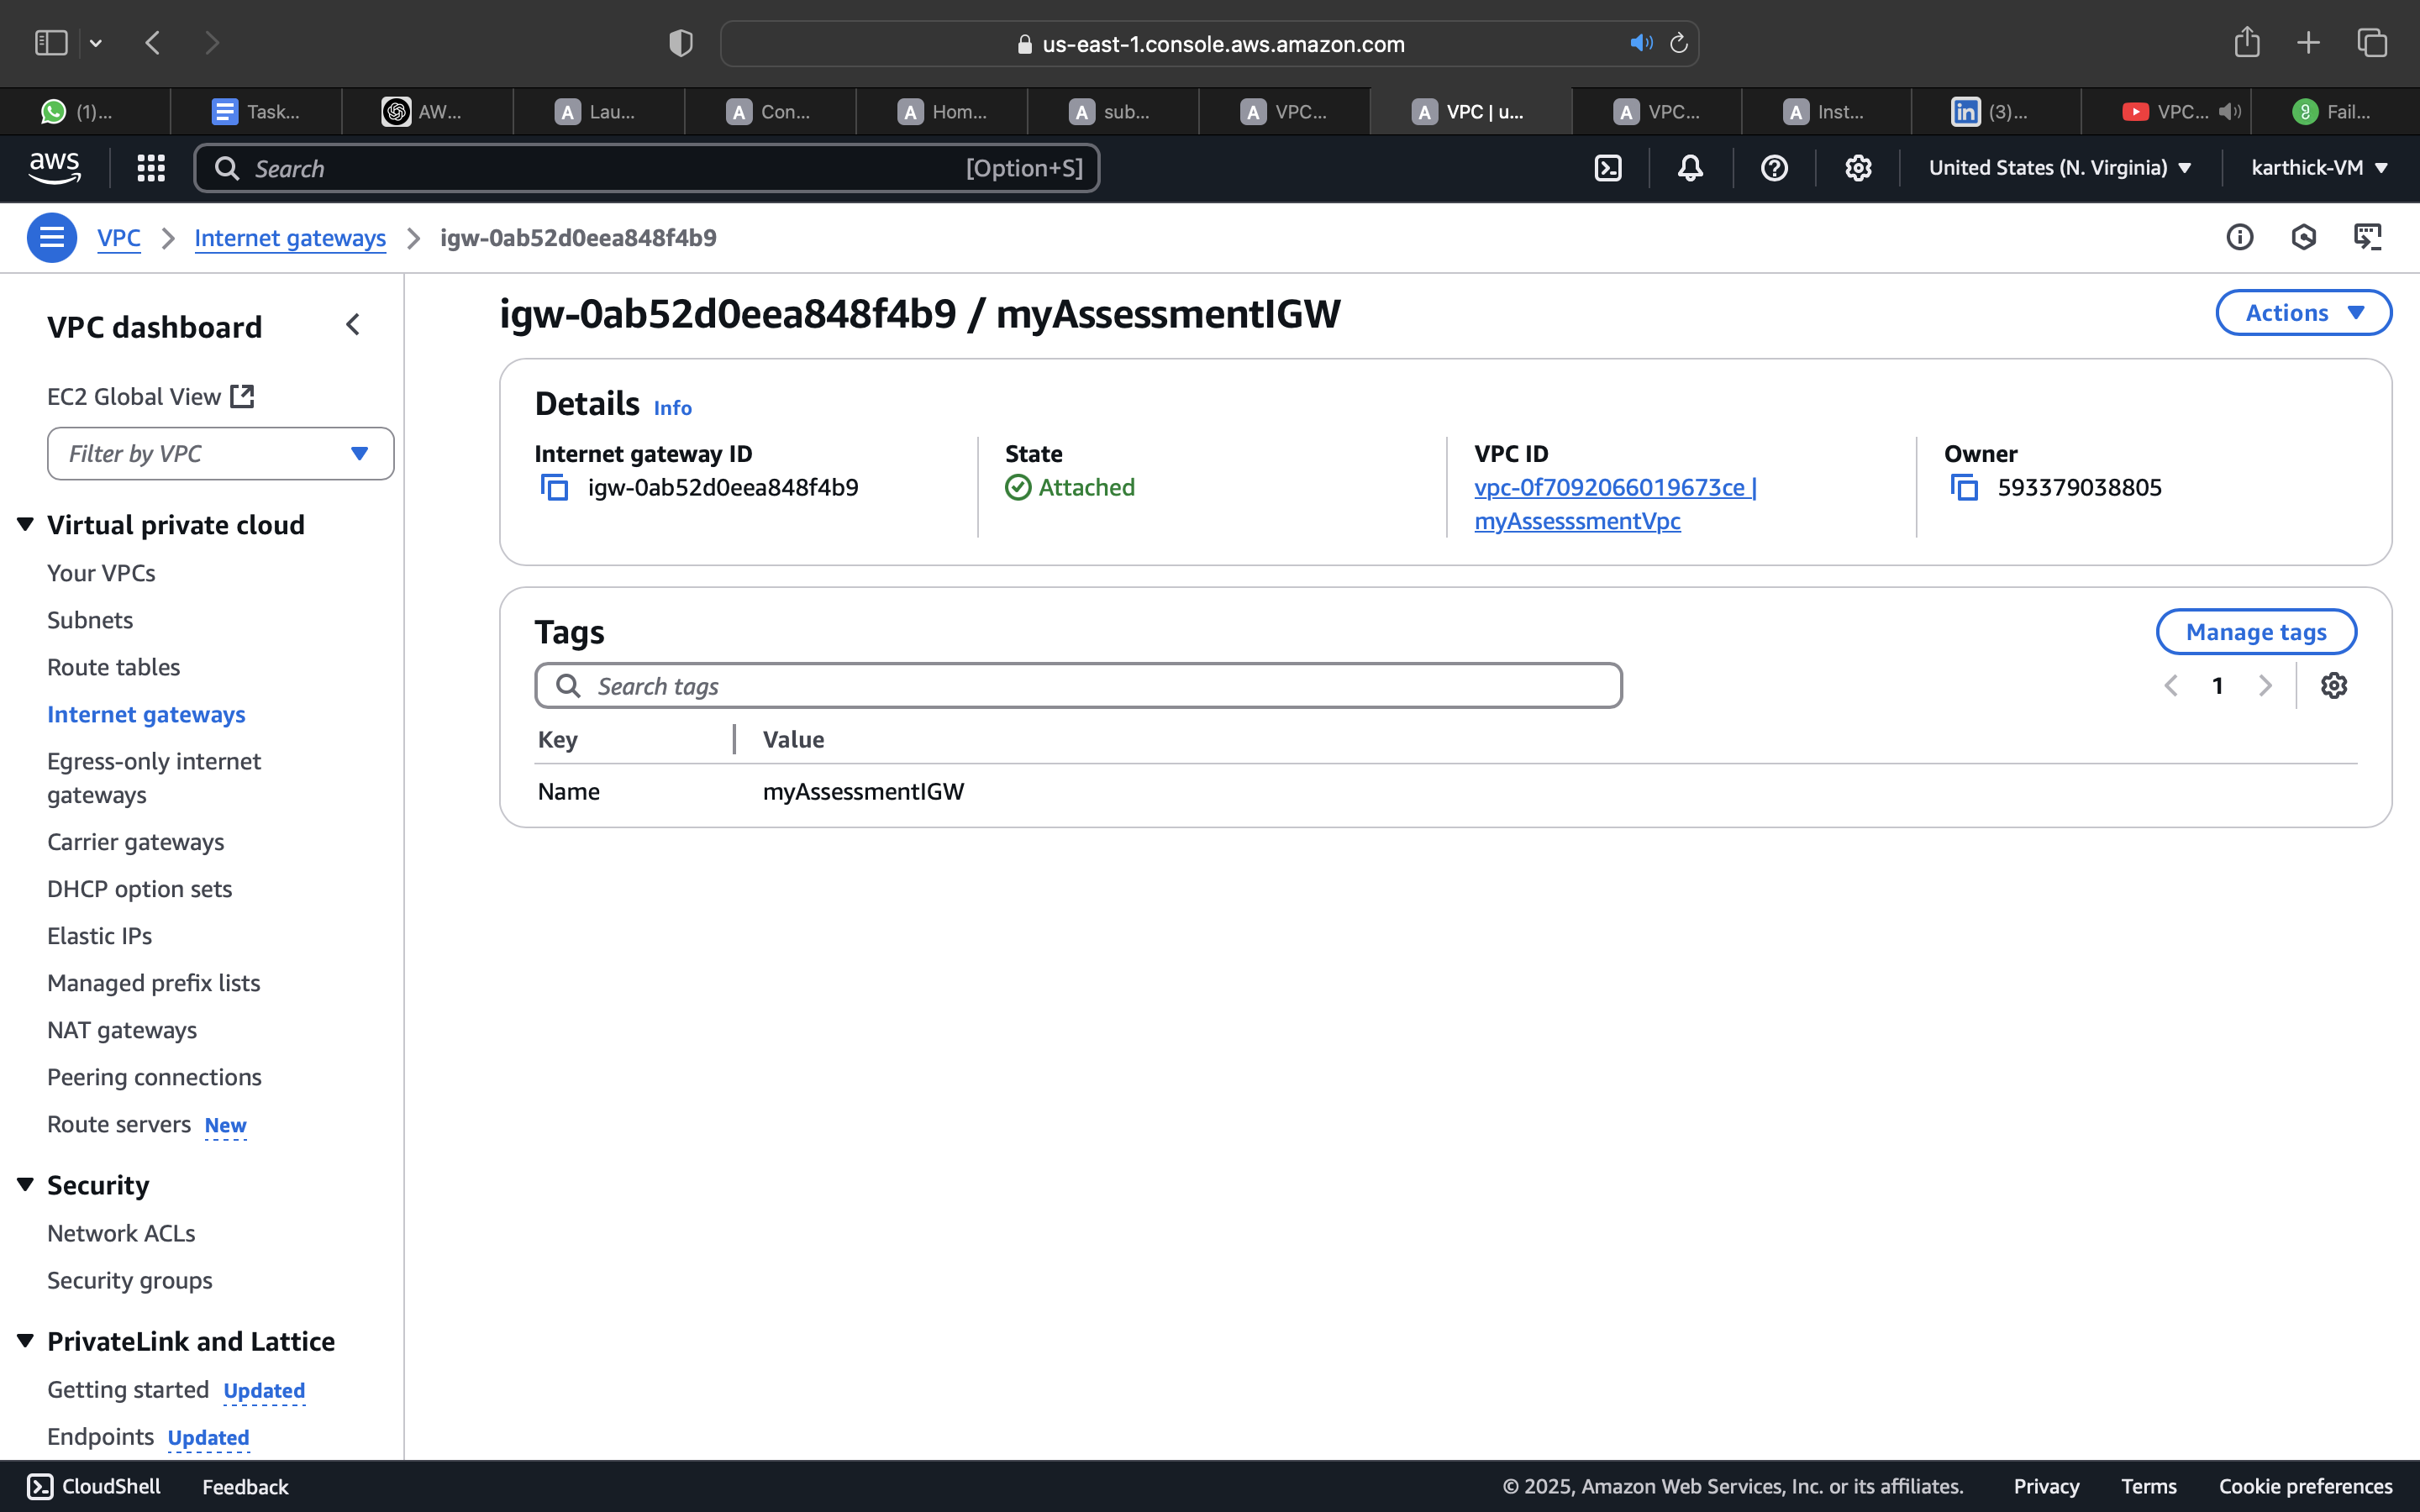 us-east-1.console.aws.amazon.com
(1)...
Task...
AW...
A Lau...
A Con...
A Hom...
A sub...
A VPC...
A VPC | u...
A VPC...
A Inst...
in (3)...
VPC...
Fail...
aws
Search
[Option+S]
United States (N. Virginia)
karthick-VM
VPC
Internet gateways
igw-0ab52d0eea848f4b9
VPC dashboard
EC2 Global View
Filter by VPC
Virtual private cloud
Your VPCs
Subnets
Route tables
Internet gateways
Egress-only internet
gateways
Carrier gateways
DHCP option sets
Elastic IPs
Managed prefix lists
NAT gateways
Peering connections
Route servers New
Security
Network ACLs
Security groups
PrivateLink and Lattice
Getting started Updated
Endpoints Updated
igw-0ab52d0eea848f4b9 / myAssessmentIGW
Actions
Details Info
Internet gateway ID
igw-0ab52d0eea848f4b9
State
Attached
VPC ID
vpc-0f7092066019673ce |
myAssesssmentVpc
Owner
593379038805
Tags
Manage tags
Search tags
1
Key Value
Name myAssessmentIGW
CloudShell
Feedback
© 2025, Amazon Web Services, Inc. or its affiliates.
Privacy
Terms
Cookie preferences